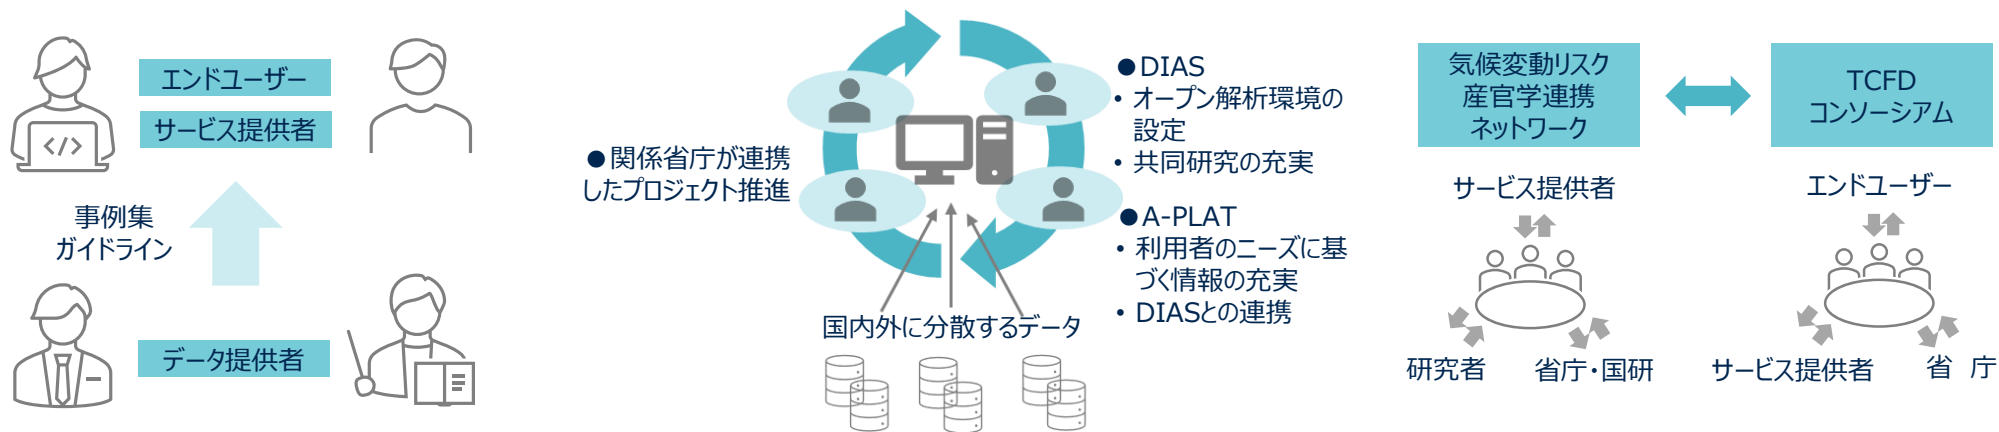 エンドユーザー
サービス提供者
</>
事例集
ガイドライン
データ提供者
●関係省庁が連携
したプロジェクト推進
●DIAS
・オープン解析環境の
設定
・共同研究の充実
●A-PLAT
・利用者のニーズに基
づく情報の充実
・DIASとの連携
国内外に分散するデータ
気候変動リスク
産官学連携
ネットワーク
サービス提供者
研究者
省庁・国研
TCFD
コンソーシアム
エンドユーザー
サービス提供者
省 庁